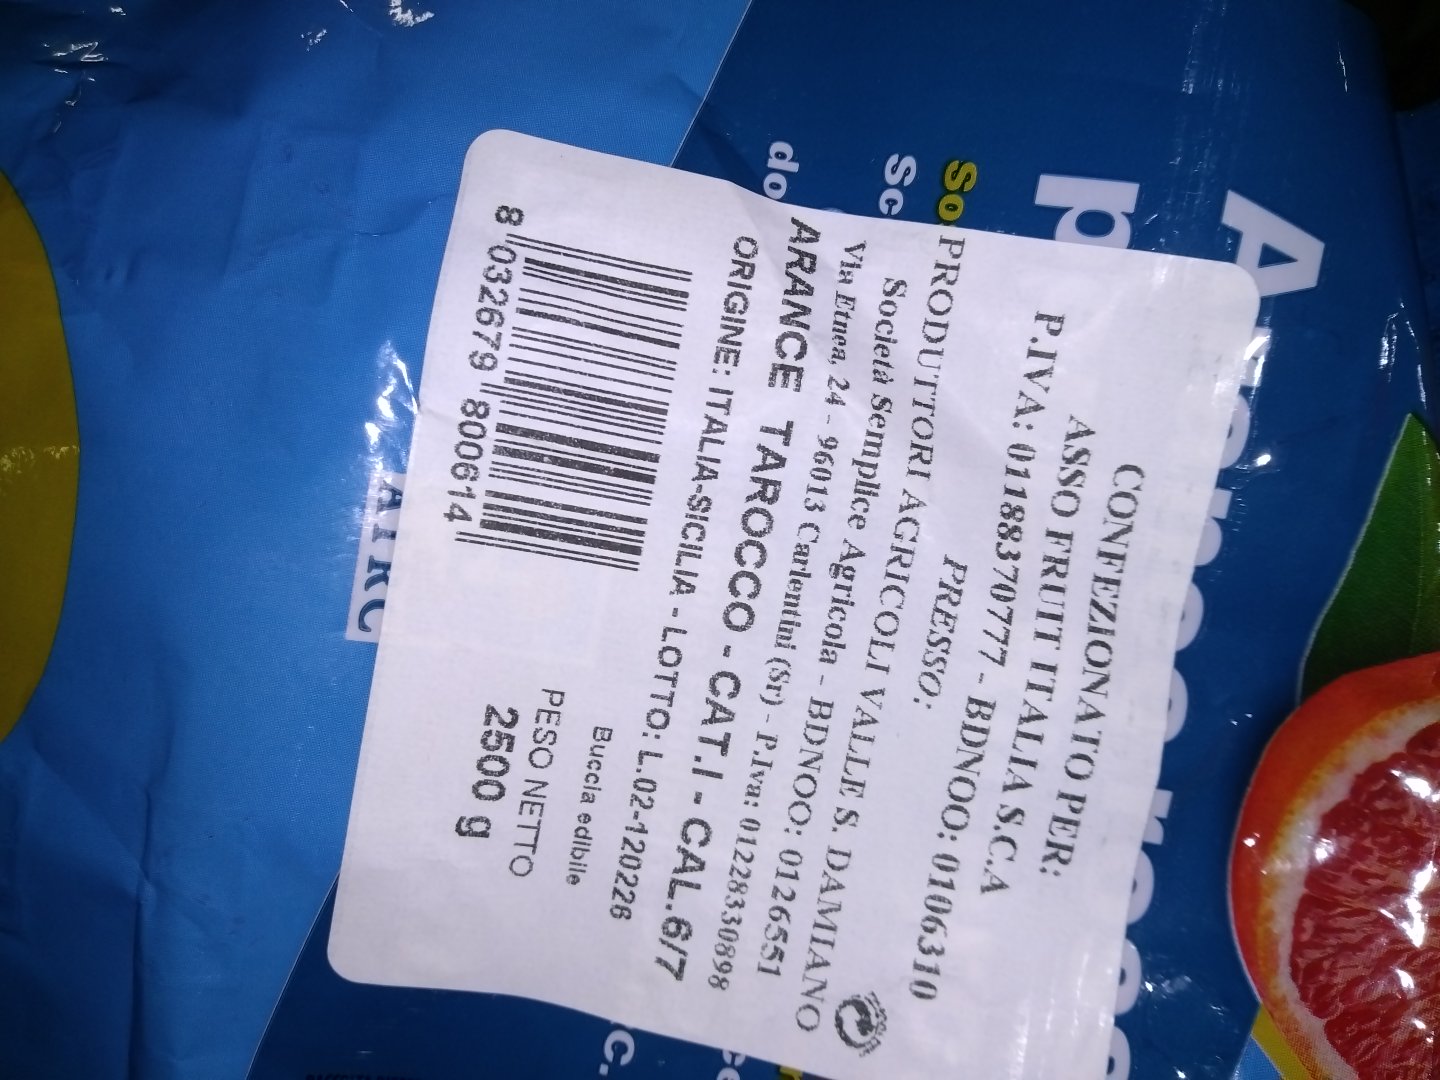 CONFEZIONATO PER:
ASSO FRUIT ITALIA S.C.A
P.IVA: 01188370777 - BDNOO: 0106310
PRESSO:
PRODUTTORI AGRICOLI VALLE S. DAMIANO
Società Semplice Agricola - BDNOO: 0126551
Via Etnea, 24 - 96013 Carlentini (Sr) - P.Iva: 01228330898
ARANCE TAROCCO - CAT.I - CAL.6/7
ORIGINE: ITALIA-SICILIA - LOTTO: L.02-120226
Buccia edibile
PESO NETTO
2500 g
8 032679 800614